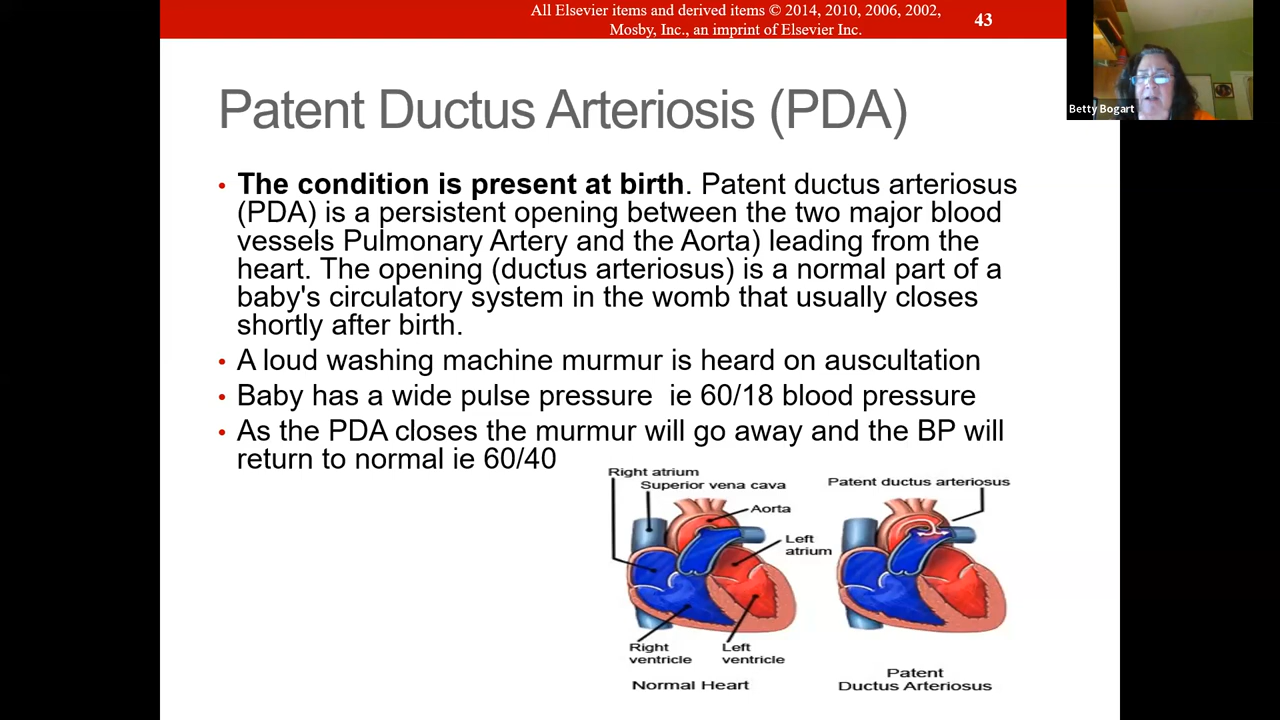 All Elsevier items and derived items © 2014, 2010, 2006, 2002,
Mosby, Inc., an imprint of Elsevier Inc.
43
Betty Bogart
Patent Ductus Arteriosis (PDA)
• The condition is present at birth. Patent ductus arteriosus
(PDA) is a persistent opening between the two major blood
vessels Pulmonary Artery and the Aorta) leading from the
heart. The opening (ductus arteriosus) is a normal part of a
baby's circulatory system in the womb that usually closes
shortly after birth.
• A loud washing machine murmur is heard on auscultation
• Baby has a wide pulse pressure ie 60/18 blood pressure
• As the PDA closes the murmur will go away and the BP will
return to normal ie 60/40
Right atrium
Superior vena cava
Aorta
Left
atrium
Right
ventricle
Left
ventricle
Normal Heart
Patent ductus arteriosus
Patent
Ductus Arteriosus